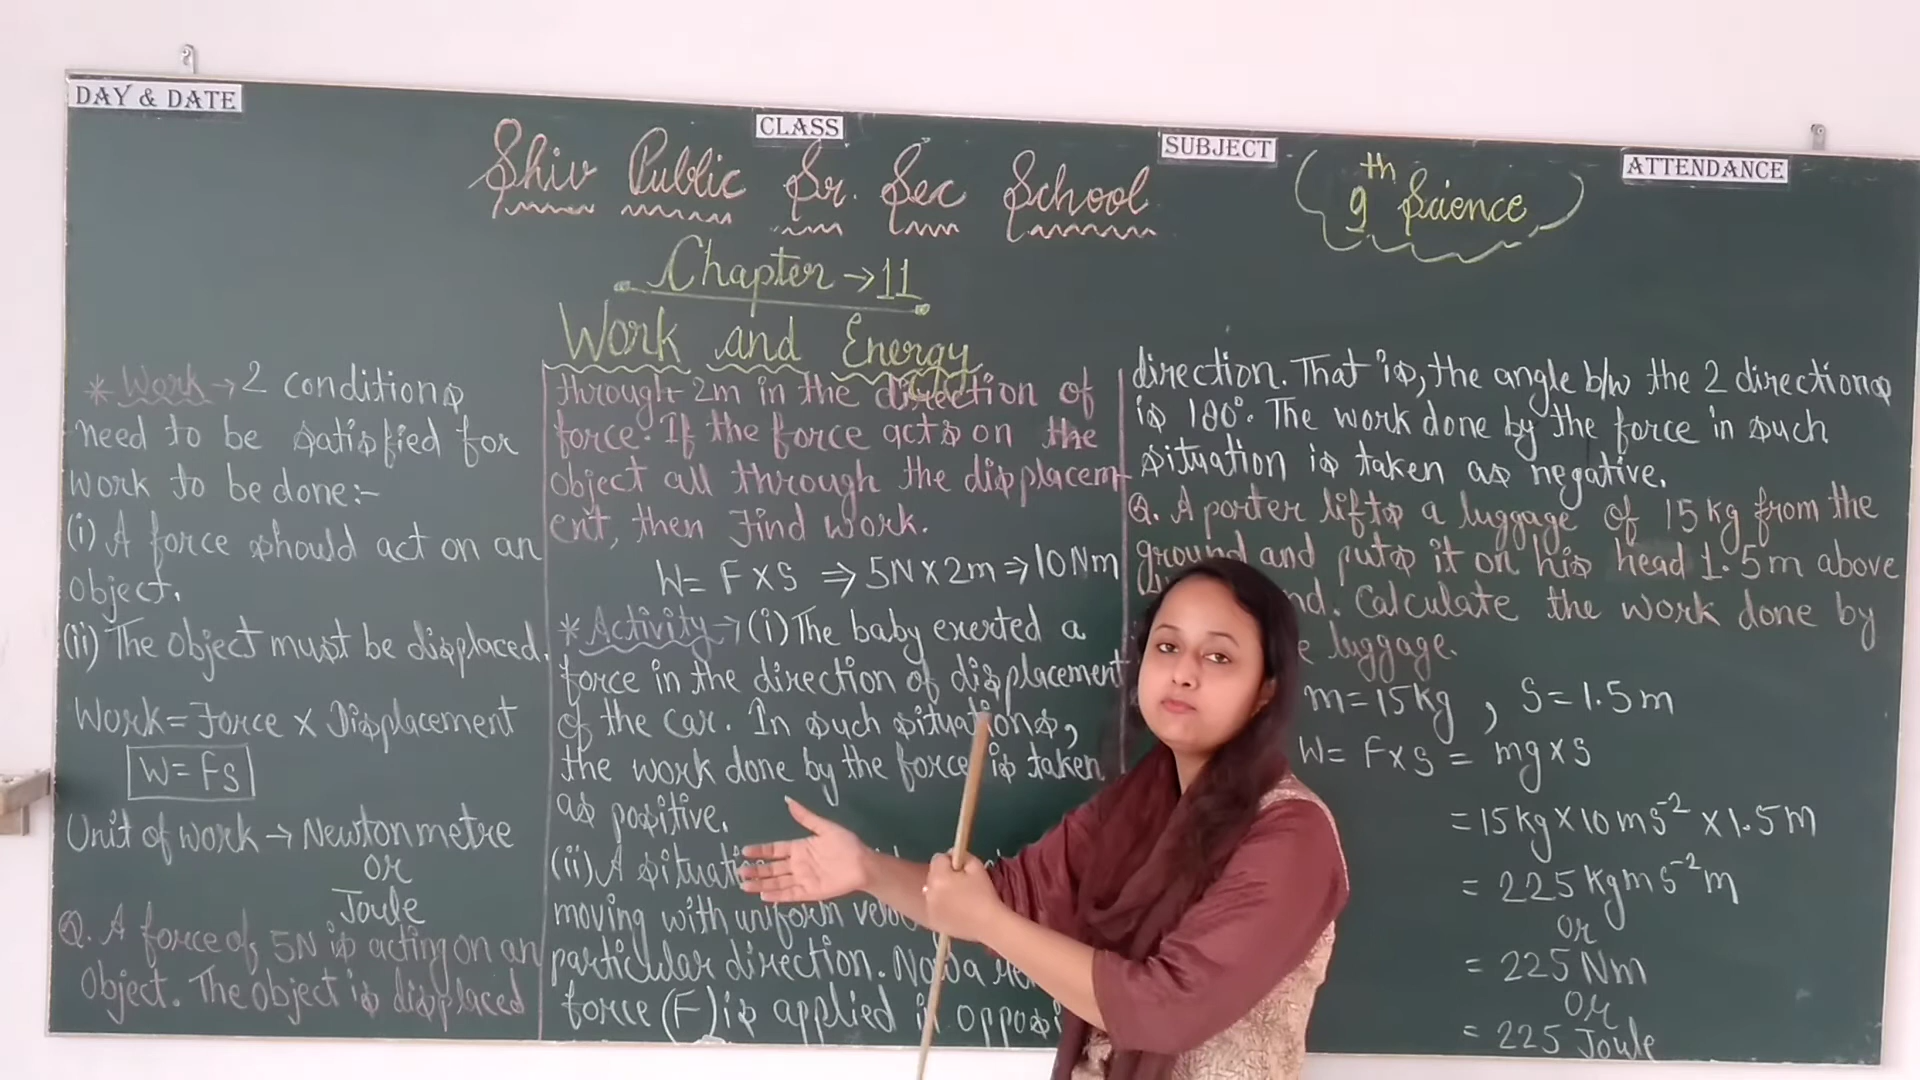 DAY & DATE
CLASS
SUBJECT
ATTENDANCE
Shiv Public Sr. Sec School
9th Science
Chapter → 11
Work and Energy
* Work → 2 conditions
need to be satisfied for
work to be done:-
(i) A force should act on an
object.
(ii) The object must be displaced.
Work = Force × Displacement
W = FS
Unit of work → Newton metre
or
Joule
Q. A force of 5N is acting on an
object. The object is displaced
through 2m in the direction of
force. If the force acts on the
object all through the displacem-
ent, then find work.
W = F × S ⇒ 5N × 2m ⇒ 10Nm
* Activity → (i) The baby exerted a
force in the direction of displacement
of the car. In such situations,
the work done by the force is taken
as positive.
(ii) A
moving with uniform
particular direction. Now a
force (F) is applied in
direction. That is, the angle b/w the 2 directions
is 180°. The work done by the force in such
situation is taken as negative.
Q. A porter lifts a luggage of 15 kg from the
ground and puts it on his head 1.5 m above
Calculate the work done by
luggage.
m = 15 kg, S = 1.5 m
W = F × S = mg × S
= 15 kg × 10 ms⁻² × 1.5 m
= 225 kg ms⁻² m
or
= 225 Nm
or
= 225 Joule